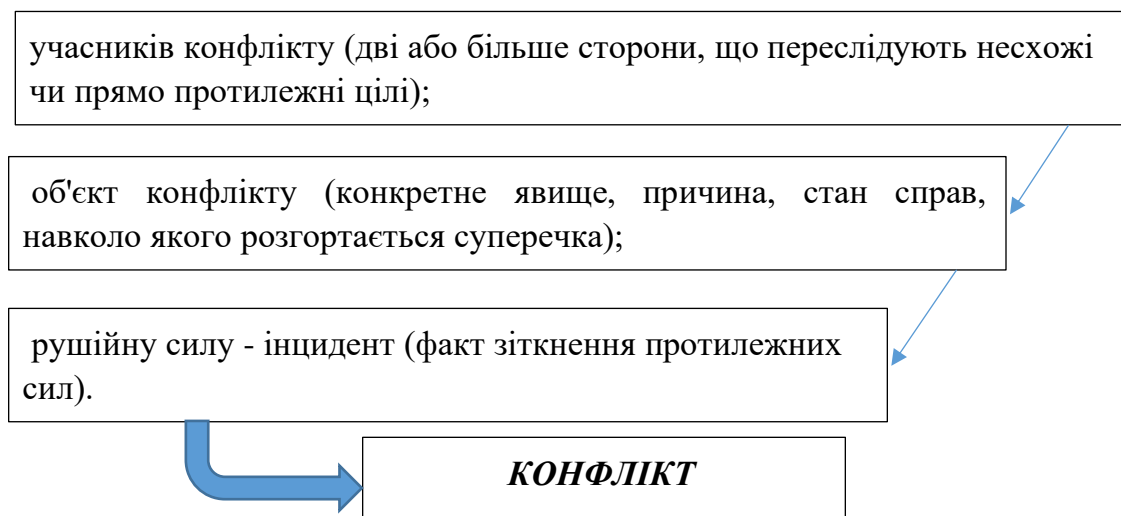 учасників конфлікту (дві або більше сторони, що переслідують несхожі
чи прямо протилежні цілі);
об'єкт конфлікту (конкретне явище, причина, стан справ,
навколо якого розгортається суперечка);
рушійну силу - інцидент (факт зіткнення протилежних
сил).
КОНФЛІКТ